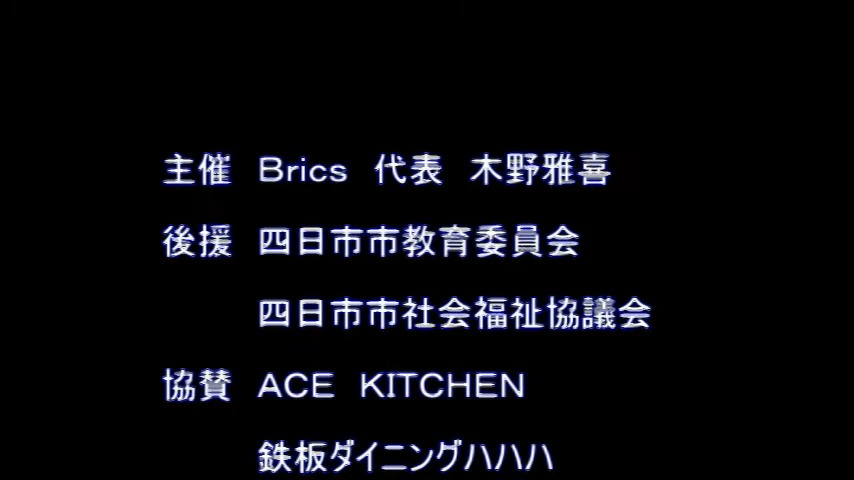 主催　Brics　代表　木野雅喜
後援　四日市市教育委員会
四日市市社会福祉協議会
協賛　ACE　KITCHEN
鉄板ダイニングハハハ